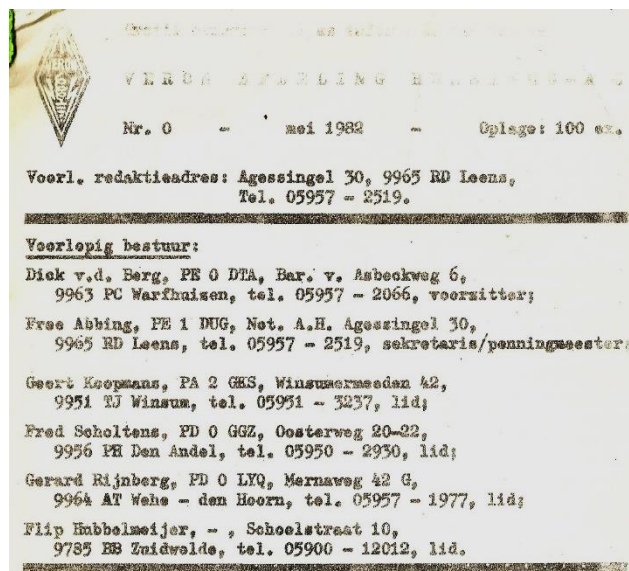 VERON AFDELING
Nr. 0 - mei 1982 - Oplage: 100 ex.
Voorl. redaktieadres: Agessingel 30, 9965 RD Leens,
Tel. 05957 - 2519.
Voorlopig bestuur:
Dick v.d. Berg, PE 0 DTA, Bar. v. Asbeckweg 6,
9963 PC Warfhuizen, tel. 05957 - 2066, voorzitter;
Free Abbing, PE 1 DUG, Not. A.H. Agessingel 30,
9965 RD Leens, tel. 05957 - 2519, sekretaris/penningmeester;
Geert Koopmans, PA 2 GES, Winsumermeeden 42,
9951 TJ Winsum, tel. 05951 - 3237, lid;
Fred Scholtens, PD 0 GGZ, Oosterweg 20-22,
9956 PH Den Andel, tel. 05950 - 2930, lid;
Gerard Rijnberg, PD 0 LYQ, Mernaweg 42 G,
9964 AT Wehe - den Hoorn, tel. 05957 - 1977, lid;
Flip Hubbelmeijer, - , Schoolstraat 10,
9785 BB Zuidwolde, tel. 05900 - 12012, lid.